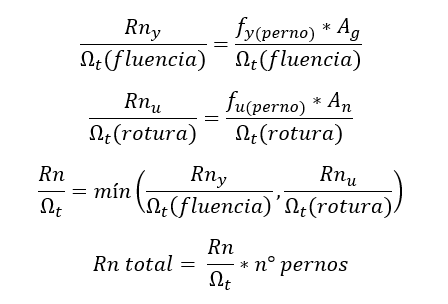 Rn_y / Ω_t(fluencia) = f_y(perno) * A_g / Ω_t(fluencia)
Rn_u / Ω_t(rotura) = f_u(perno) * A_n / Ω_t(rotura)
Rn / Ω_t = mín(Rn_y / Ω_t(fluencia), Rn_u / Ω_t(rotura))
Rn total = Rn / Ω_t * n° pernos